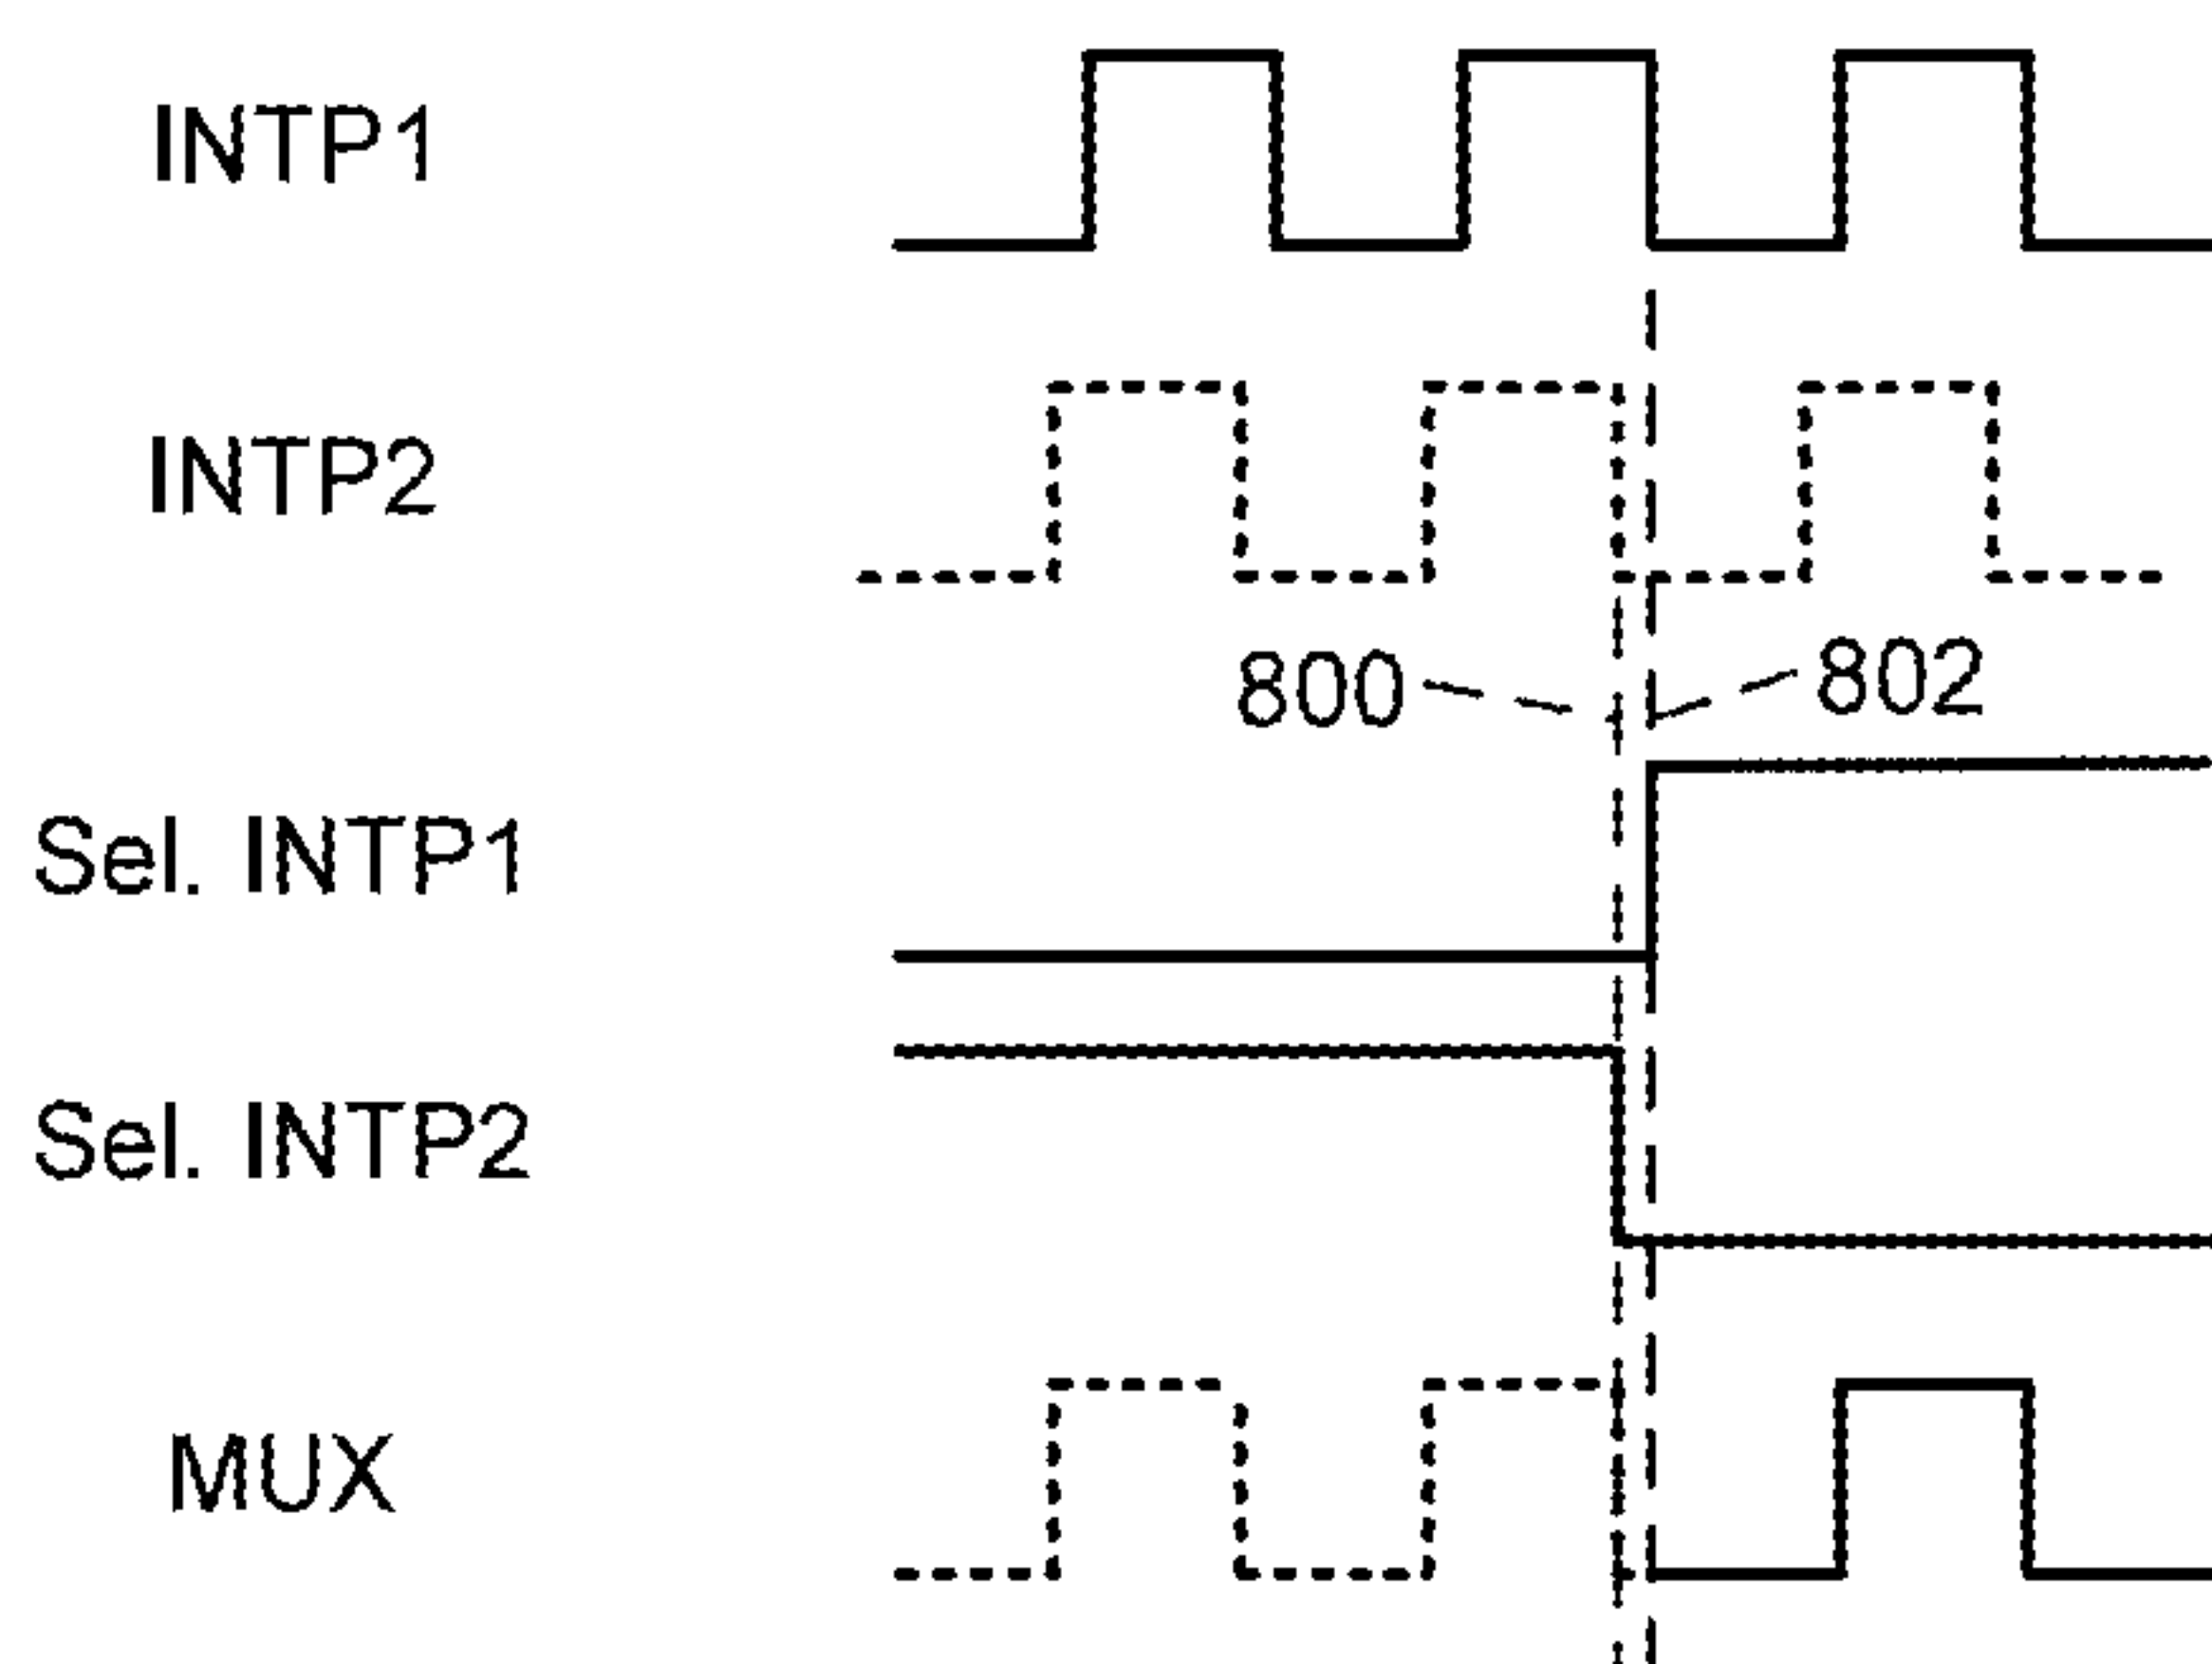 INTP1
INTP2
800
802
Sel. INTP1
Sel. INTP2
MUX